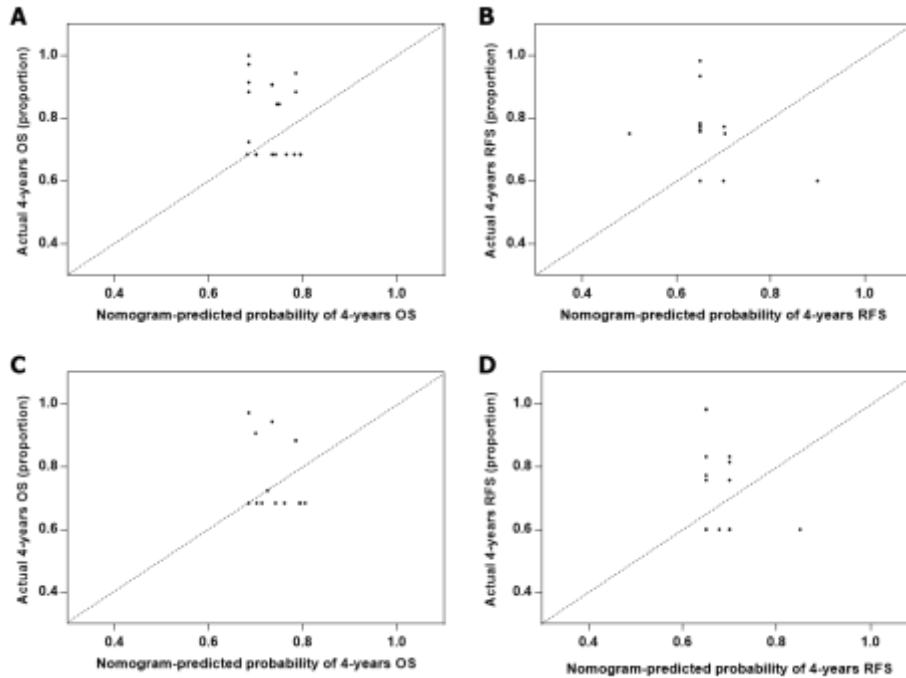 A
Actual 4-years OS (proportion)
1.0
0.8
0.6
0.4
0.4 0.6 0.8 1.0
Nomogram-predicted probability of 4-years OS
B
Actual 4-years RFS (proportion)
1.0
0.8
0.6
0.4
0.4 0.6 0.8 1.0
Nomogram-predicted probability of 4-years RFS
C
Actual 4-years OS (proportion)
1.0
0.8
0.6
0.4
0.4 0.6 0.8 1.0
Nomogram-predicted probability of 4-years OS
D
Actual 4-years RFS (proportion)
1.0
0.8
0.6
0.4
0.4 0.6 0.8 1.0
Nomogram-predicted probability of 4-years RFS